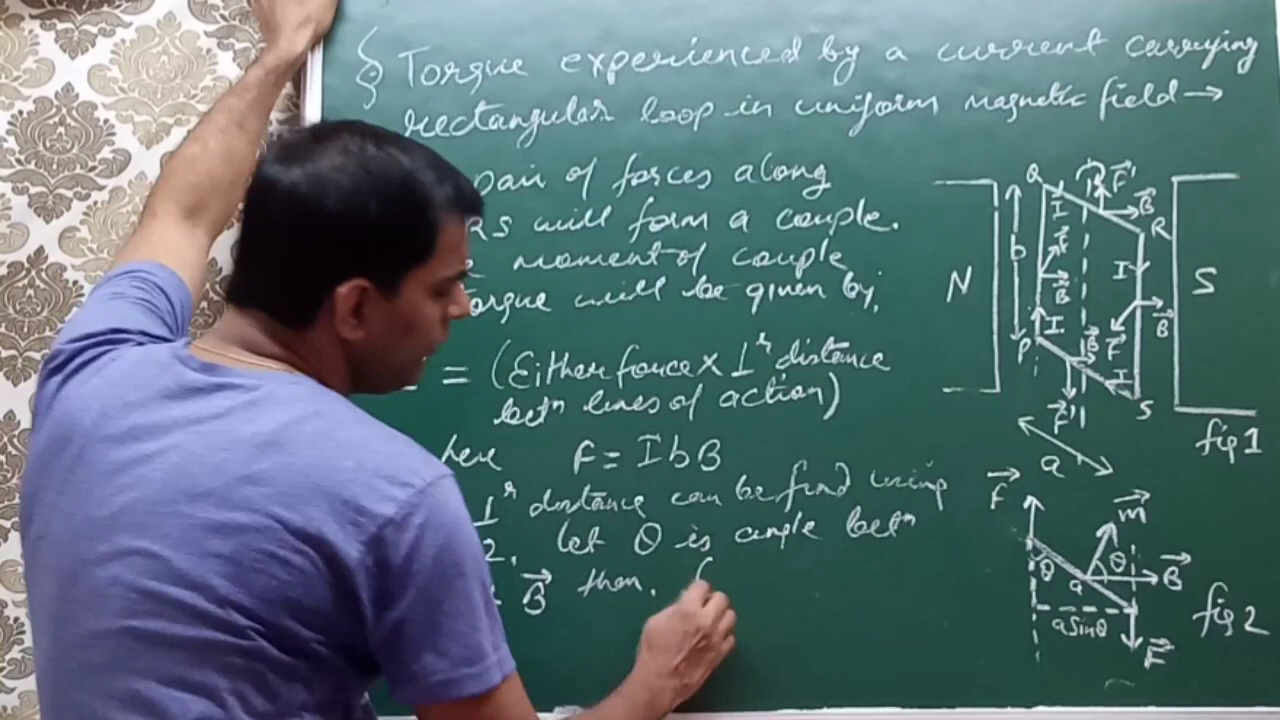 § Torque experienced by a current carrying
rectangular loop in uniform magnetic field →
pair of forces along
RS will form a couple.
moment of couple
torque will be given by,
= (Either force × ⊥ʳ distance
betⁿ lines of action)
here F = IbB
⊥ʳ distance can be find using
2. let θ is angle betⁿ
B⃗ then, (
N
S
Q
I
F⃗'
B⃗
R
b
I
F⃗
B⃗
I
P
B⃗
F⃗
B⃗
I
S
F⃗'
a
fig 1
F⃗
m⃗
θ
θ
a
B⃗
a sinθ
F⃗
fig 2